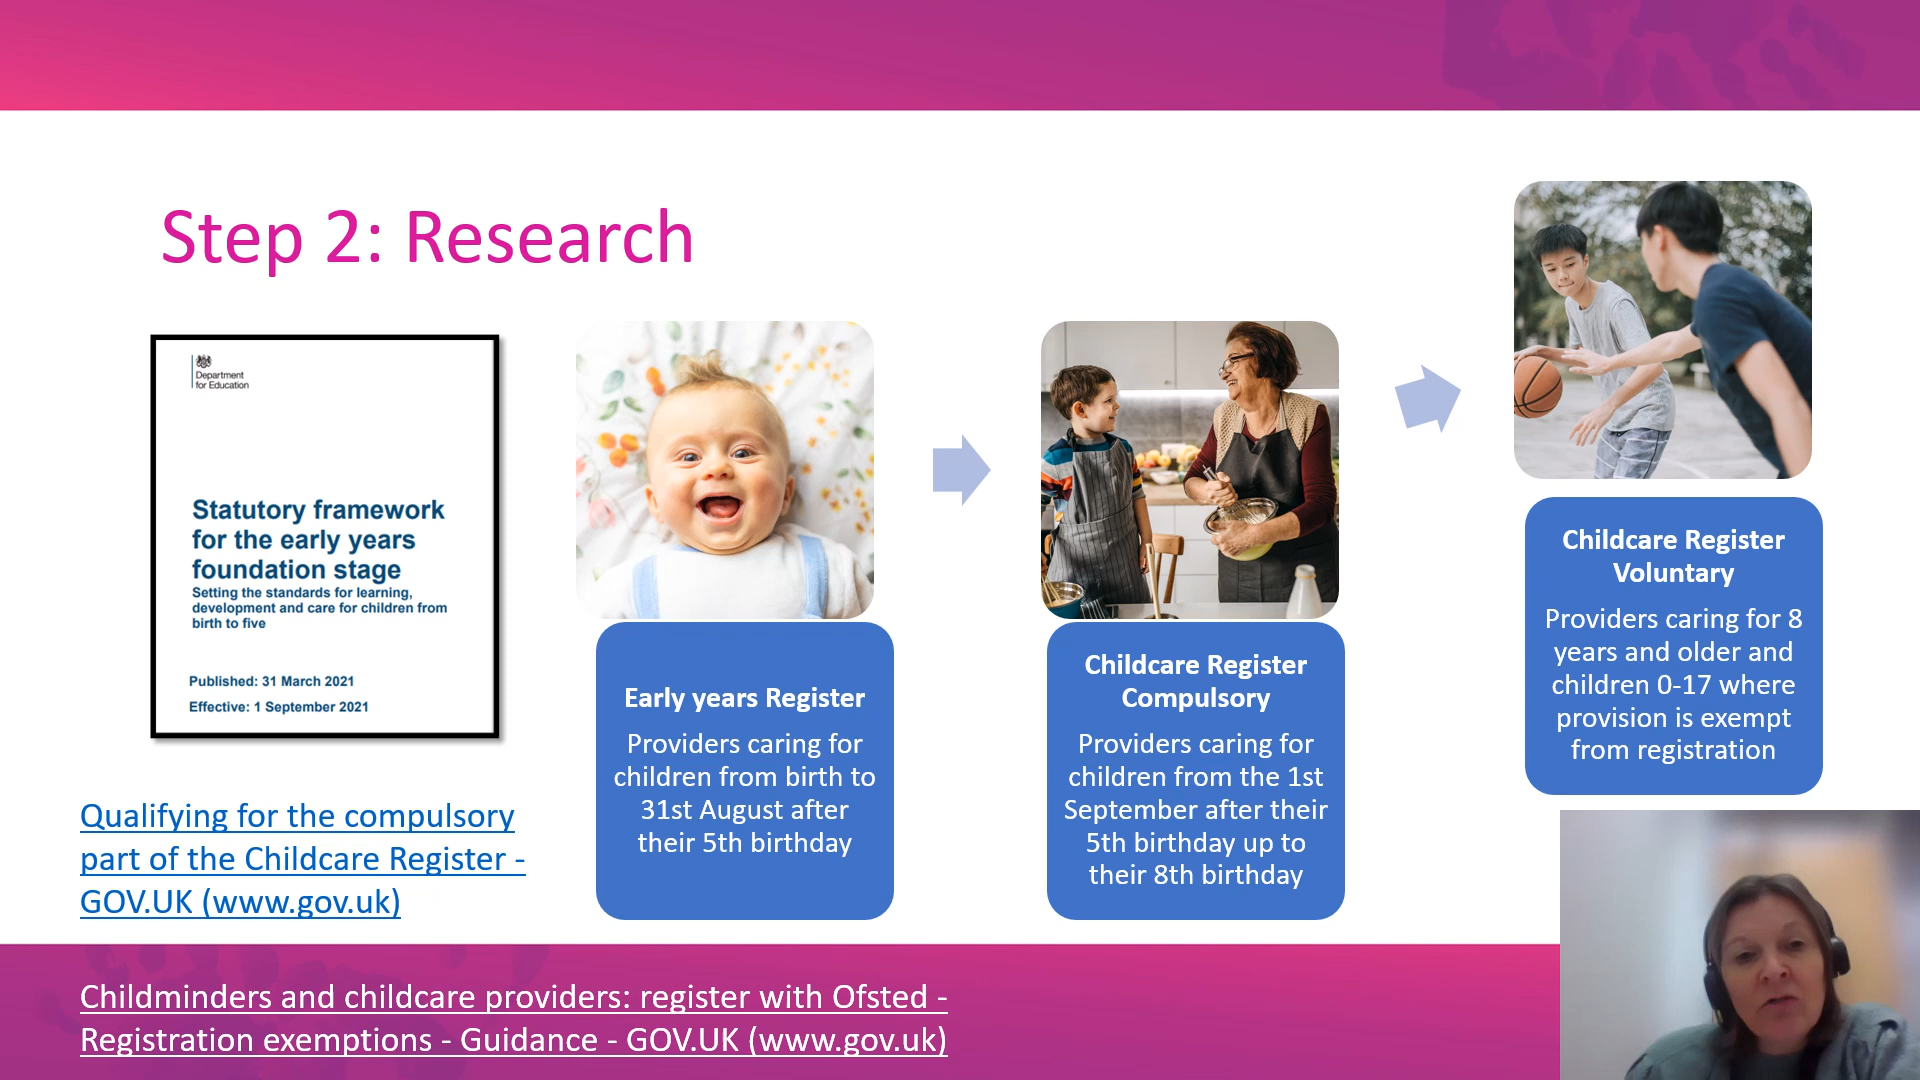 Step 2: Research
Department
for Education
Statutory framework
for the early years
foundation stage
Setting the standards for learning,
development and care for children from
birth to five
Published: 31 March 2021
Effective: 1 September 2021
Qualifying for the compulsory
part of the Childcare Register -
GOV.UK (www.gov.uk)
Early years Register
Providers caring for
children from birth to
31st August after
their 5th birthday
Childcare Register
Compulsory
Providers caring for
children from the 1st
September after their
5th birthday up to
their 8th birthday
Childcare Register
Voluntary
Providers caring for 8
years and older and
children 0-17 where
provision is exempt
from registration
Childminders and childcare providers: register with Ofsted -
Registration exemptions - Guidance - GOV.UK (www.gov.uk)